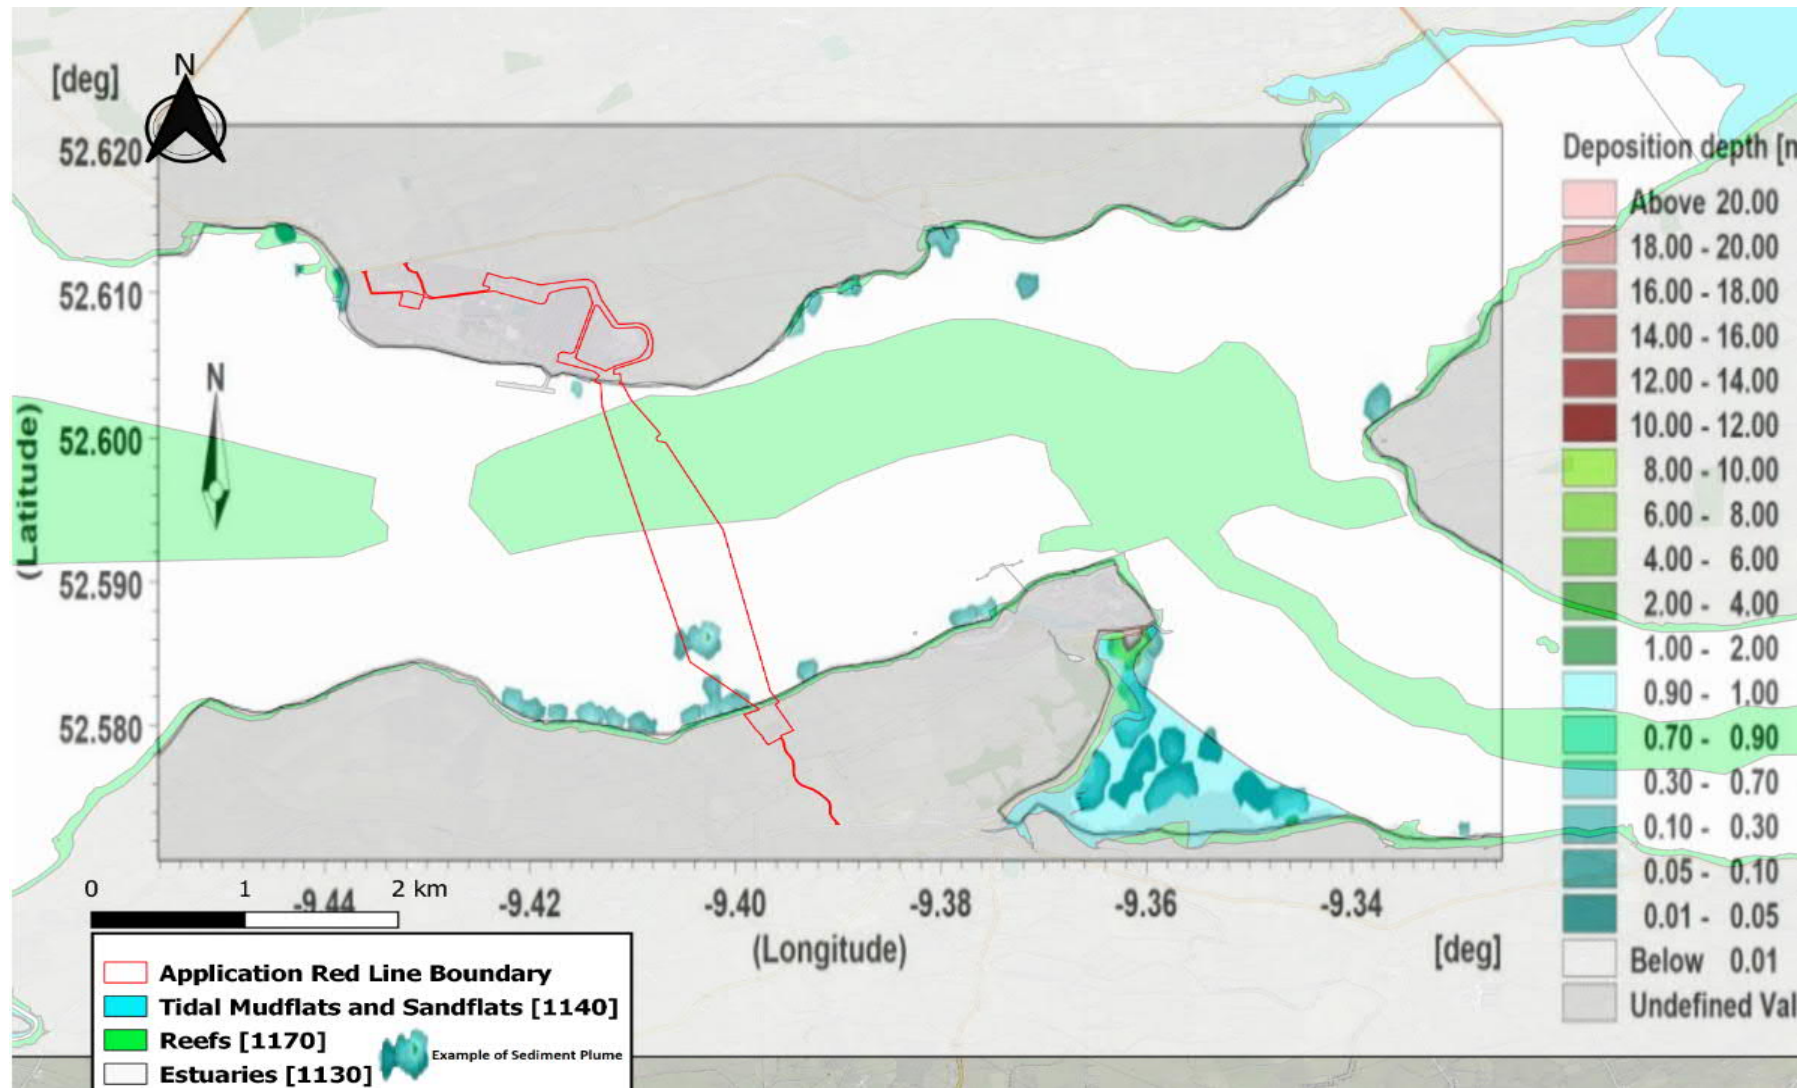 N
[deg]
52.620
52.610
52.600
52.590
52.580
(Latitude)
N
-9.44
-9.42
-9.40
-9.38
-9.36
-9.34
(Longitude)
[deg]
0 1 2 km
Deposition depth [m
Above 20.00
18.00 - 20.00
16.00 - 18.00
14.00 - 16.00
12.00 - 14.00
10.00 - 12.00
8.00 - 10.00
6.00 - 8.00
4.00 - 6.00
2.00 - 4.00
1.00 - 2.00
0.90 - 1.00
0.70 - 0.90
0.30 - 0.70
0.10 - 0.30
0.05 - 0.10
0.01 - 0.05
Below 0.01
Undefined Val
Application Red Line Boundary
Tidal Mudflats and Sandflats [1140]
Reefs [1170]
Example of Sediment Plume
Estuaries [1130]